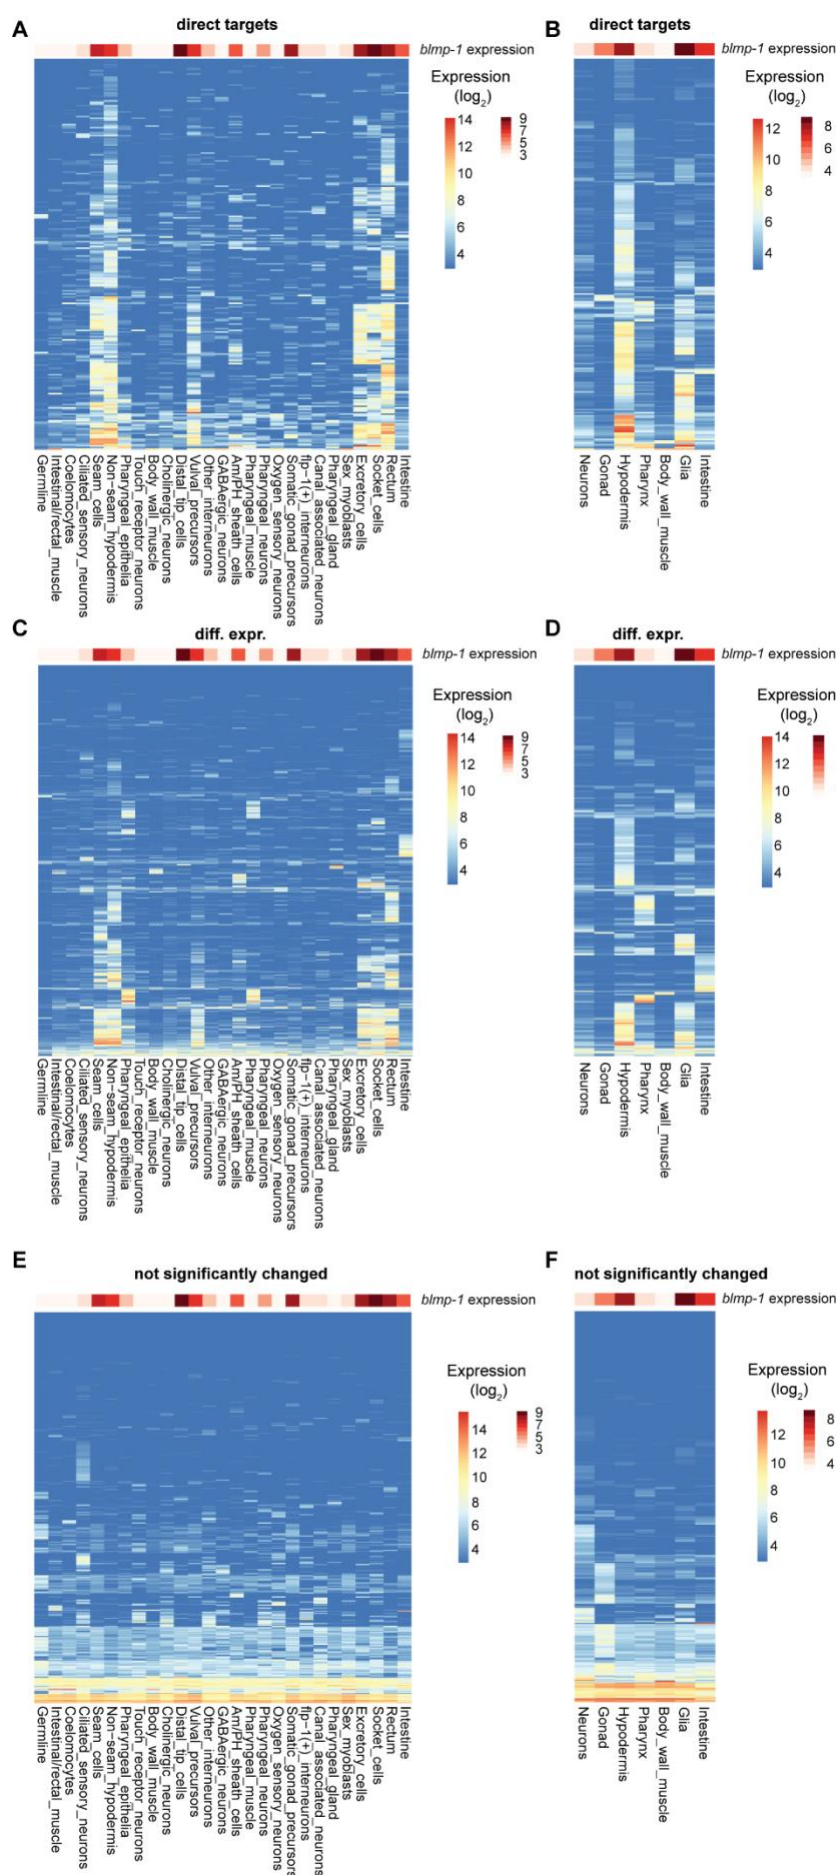 A
direct targets
blmp-1 expression
Expression
(log2)
14
12
10
8
6
4
9
7
5
3
Germline
Intestinal/rectal_muscle
Coelomocytes
Ciliated_sensory_neurons
Seam_cells
Non-seam_hypodermis
Pharyngeal_epithelia
Touch_receptor_neurons
Body_wall_muscle
Cholinergic_neurons
Distal_tip_cells
Vulval_precursors
Other_interneurons
GABAergic_neurons
Am/PH_sheath_cells
Pharyngeal_muscle
Pharyngeal_neurons
Oxygen_sensory_neurons
Somatic_gonad_precursors
flp-1(+)_interneurons
Canal_associated_neurons
Pharyngeal_gland
Sex_myoblasts
Excretory_cells
Socket_cells
Rectum
Intestine
B
direct targets
blmp-1 expression
Expression
(log2)
12
10
8
6
4
8
6
4
Neurons
Gonad
Hypodermis
Pharynx
Body_wall_muscle
Glia
Intestine
C
diff. expr.
blmp-1 expression
Expression
(log2)
14
12
10
8
6
4
9
7
5
3
Germline
Intestinal/rectal_muscle
Coelomocytes
Ciliated_sensory_neurons
Seam_cells
Non-seam_hypodermis
Pharyngeal_epithelia
Touch_receptor_neurons
Body_wall_muscle
Cholinergic_neurons
Distal_tip_cells
Vulval_precursors
Other_interneurons
GABAergic_neurons
Am/PH_sheath_cells
Pharyngeal_muscle
Pharyngeal_neurons
Oxygen_sensory_neurons
Somatic_gonad_precursors
flp-1(+)_interneurons
Canal_associated_neurons
Pharyngeal_gland
Sex_myoblasts
Excretory_cells
Socket_cells
Rectum
Intestine
D
diff. expr.
blmp-1 expression
Expression
(log2)
14
12
10
8
6
4
Neurons
Gonad
Hypodermis
Pharynx
Body_wall_muscle
Glia
Intestine
E
not significantly changed
blmp-1 expression
Expression
(log2)
14
12
10
8
6
4
9
7
5
3
Germline
Intestinal/rectal_muscle
Coelomocytes
Ciliated_sensory_neurons
Seam_cells
Non-seam_hypodermis
Pharyngeal_epithelia
Touch_receptor_neurons
Body_wall_muscle
Cholinergic_neurons
Distal_tip_cells
Vulval_precursors
Other_interneurons
GABAergic_neurons
Am/PH_sheath_cells
Pharyngeal_muscle
Pharyngeal_neurons
Oxygen_sensory_neurons
Somatic_gonad_precursors
flp-1(+)_interneurons
Canal_associated_neurons
Pharyngeal_gland
Sex_myoblasts
Excretory_cells
Socket_cells
Rectum
Intestine
F
not significantly changed
blmp-1 expression
Expression
(log2)
12
10
8
6
4
8
6
4
Neurons
Gonad
Hypodermis
Pharynx
Body_wall_muscle
Glia
Intestine